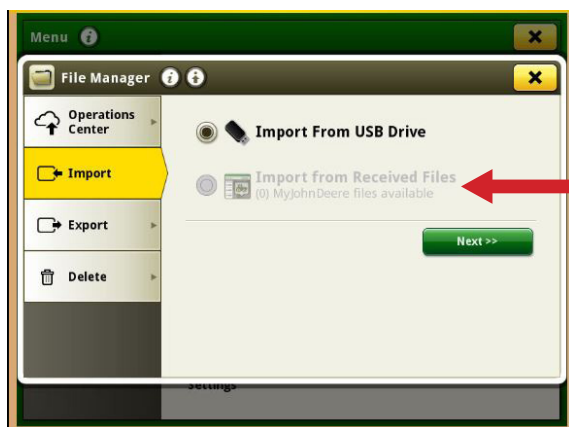 Menu
File Manager
Operations
Center
Import
Export
Delete
Import From USB Drive
Import from Received Files
(0) MyJohnDeere files available
Next >>
Settings